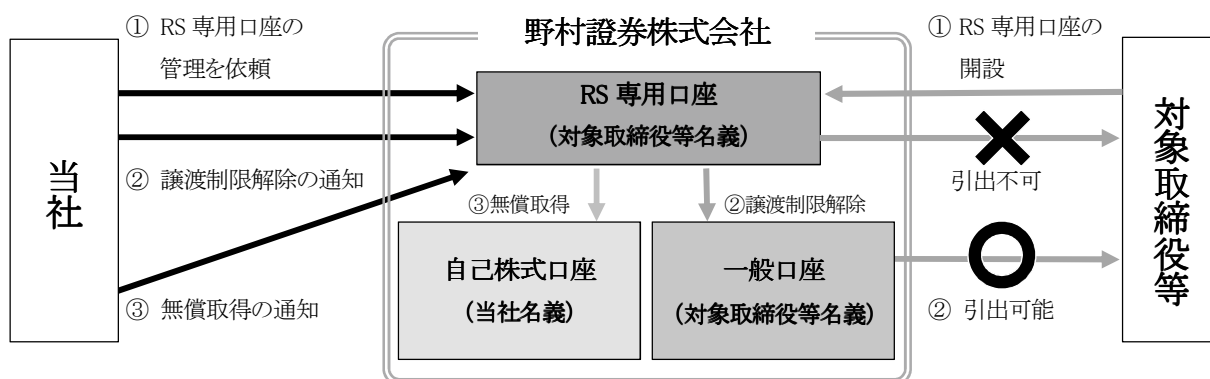 ① RS 専用口座の
管理を依頼
野村證券株式会社
① RS 専用口座の
開設
当社
RS 専用口座
(対象取締役等名義)
対象取締役等
② 譲渡制限解除の通知
引出不可
③無償取得
②譲渡制限解除
自己株式口座
(当社名義)
一般口座
(対象取締役等名義)
③ 無償取得の通知
② 引出可能